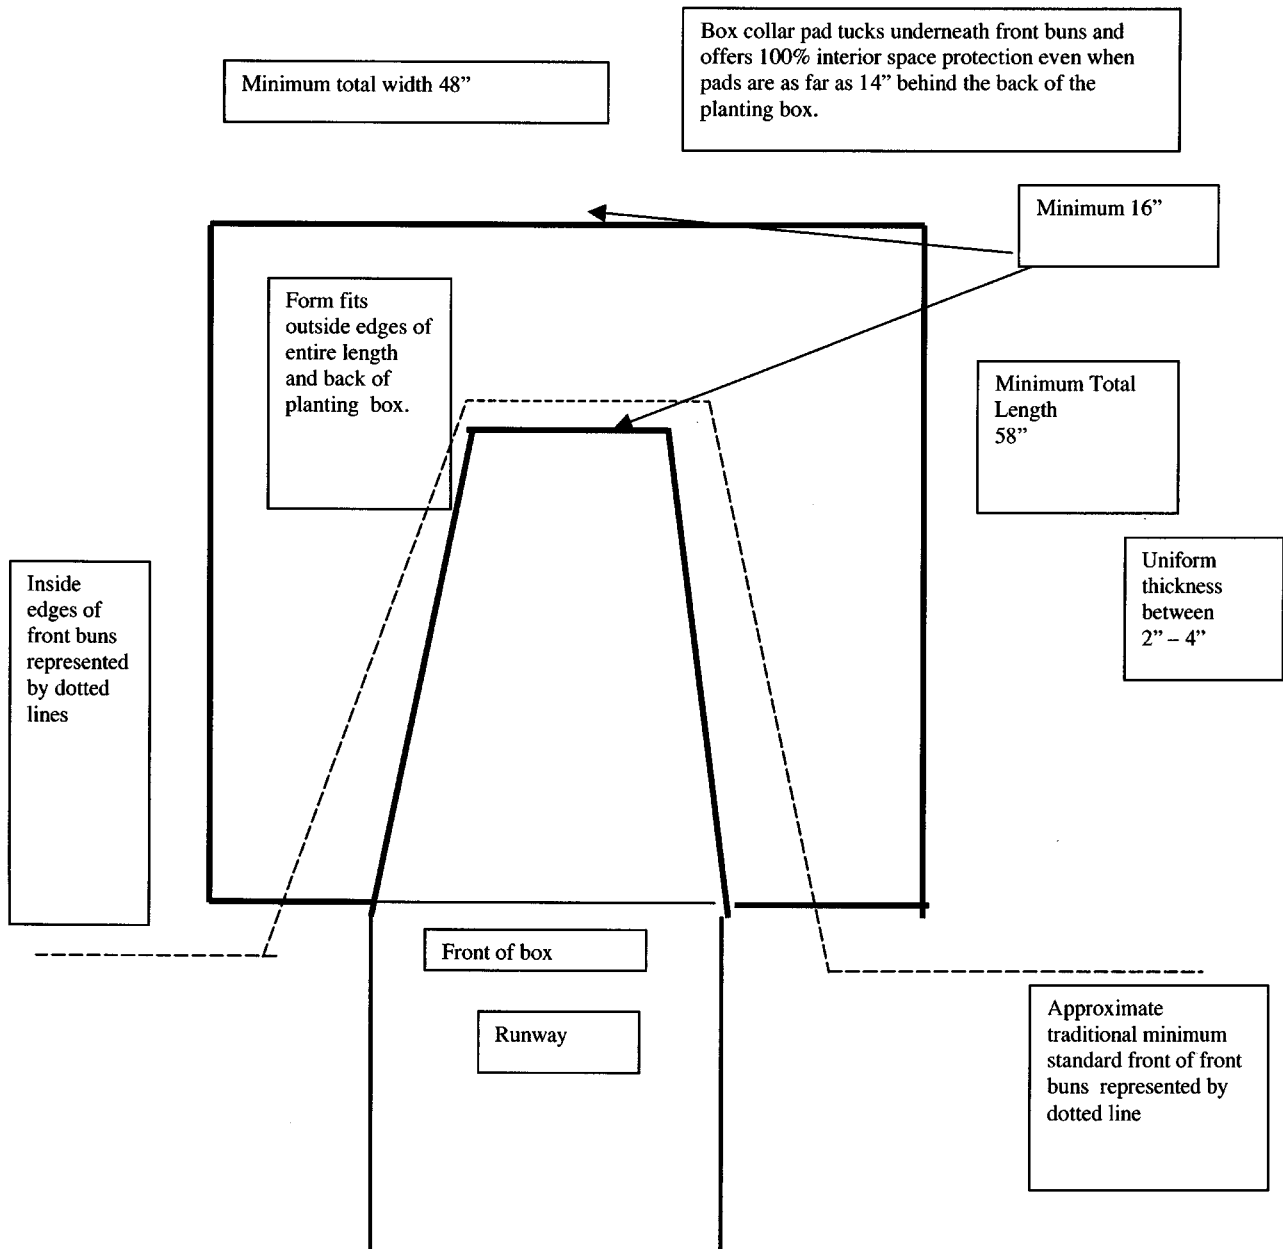 Minimum total width 48”
Box collar pad tucks underneath front buns and
offers 100% interior space protection even when
pads are as far as 14” behind the back of the
planting box.
Minimum 16”
Form fits
outside edges of
entire length
and back of
planting  box.
Minimum Total
Length
58”
Uniform
thickness
between
2” – 4”
Inside
edges of
front buns
represented
by dotted
lines
Front of box
Runway
Approximate
traditional minimum
standard front of front
buns  represented by
dotted line